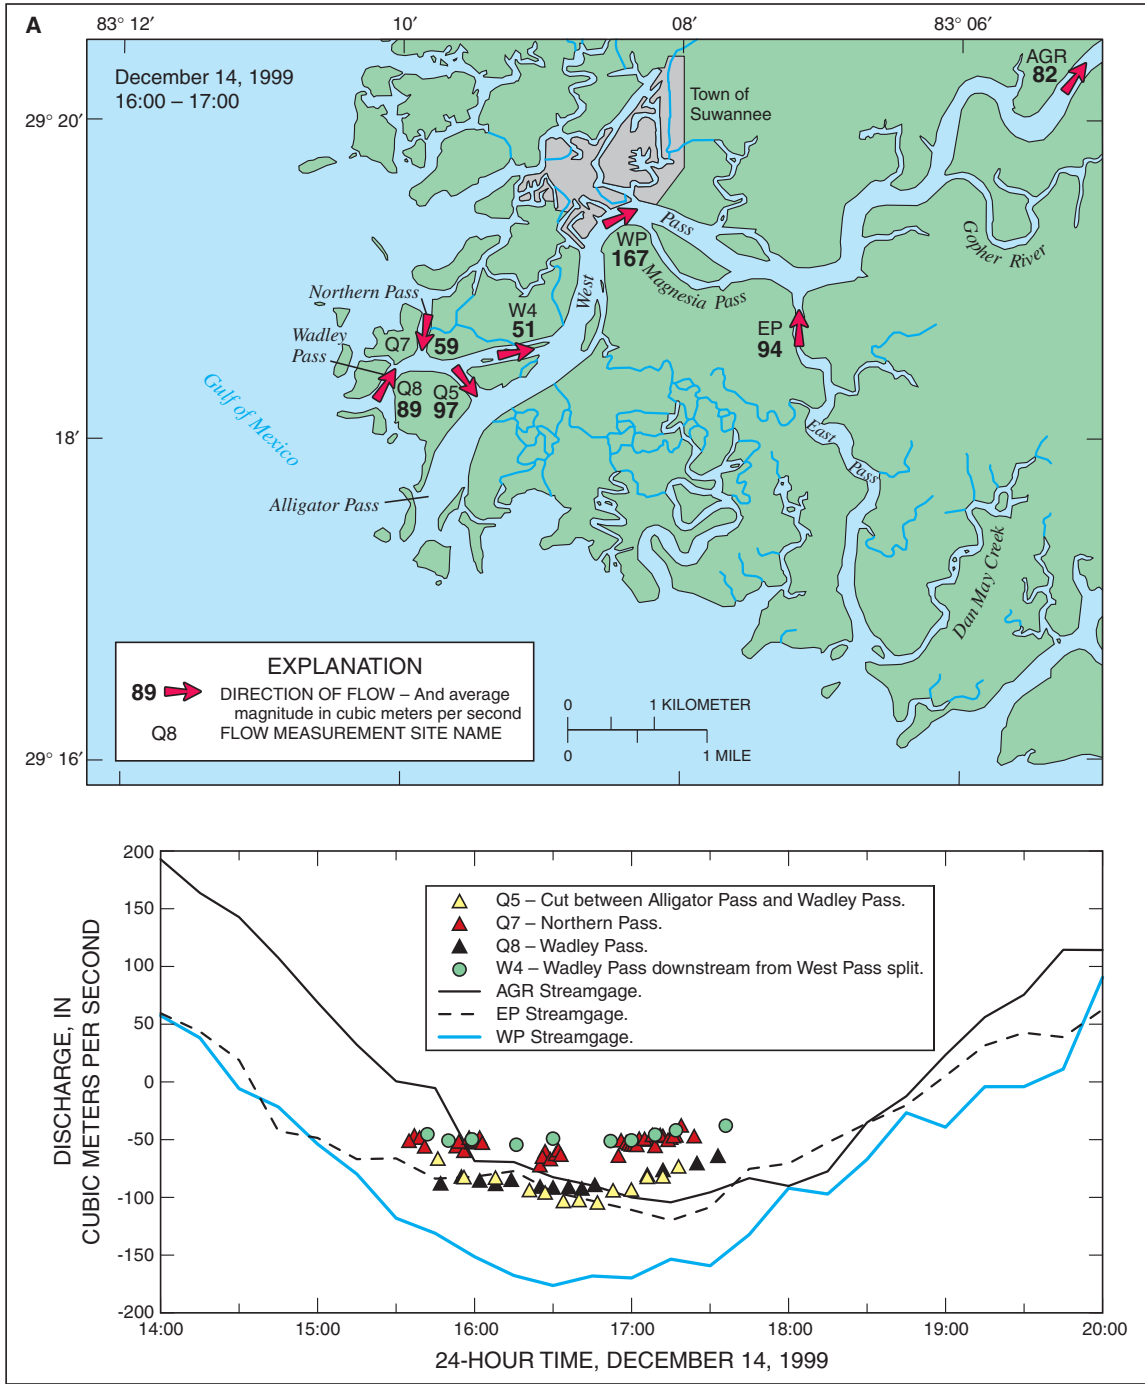 A
83° 12′
10′
08′
83° 06′
December 14, 1999
16:00 – 17:00
29° 20′
18′
29° 16′
AGR
82
Town of
Suwannee
Pass
WP
167
Magnesia Pass
Gopher River
West
Northern Pass
W4
51
Wadley
Pass
Q7
59
EP
94
Q8
89
Q5
97
Gulf of Mexico
East
Pass
Alligator Pass
Dan May Creek
EXPLANATION
89 DIRECTION OF FLOW – And average
magnitude in cubic meters per second
Q8 FLOW MEASUREMENT SITE NAME
0 1 KILOMETER
0 1 MILE
200
150
100
50
0
-50
-100
-150
-200
DISCHARGE, IN
CUBIC METERS PER SECOND
Q5 – Cut between Alligator Pass and Wadley Pass.
Q7 – Northern Pass.
Q8 – Wadley Pass.
W4 – Wadley Pass downstream from West Pass split.
AGR Streamgage.
EP Streamgage.
WP Streamgage.
14:00 15:00 16:00 17:00 18:00 19:00 20:00
24-HOUR TIME, DECEMBER 14, 1999